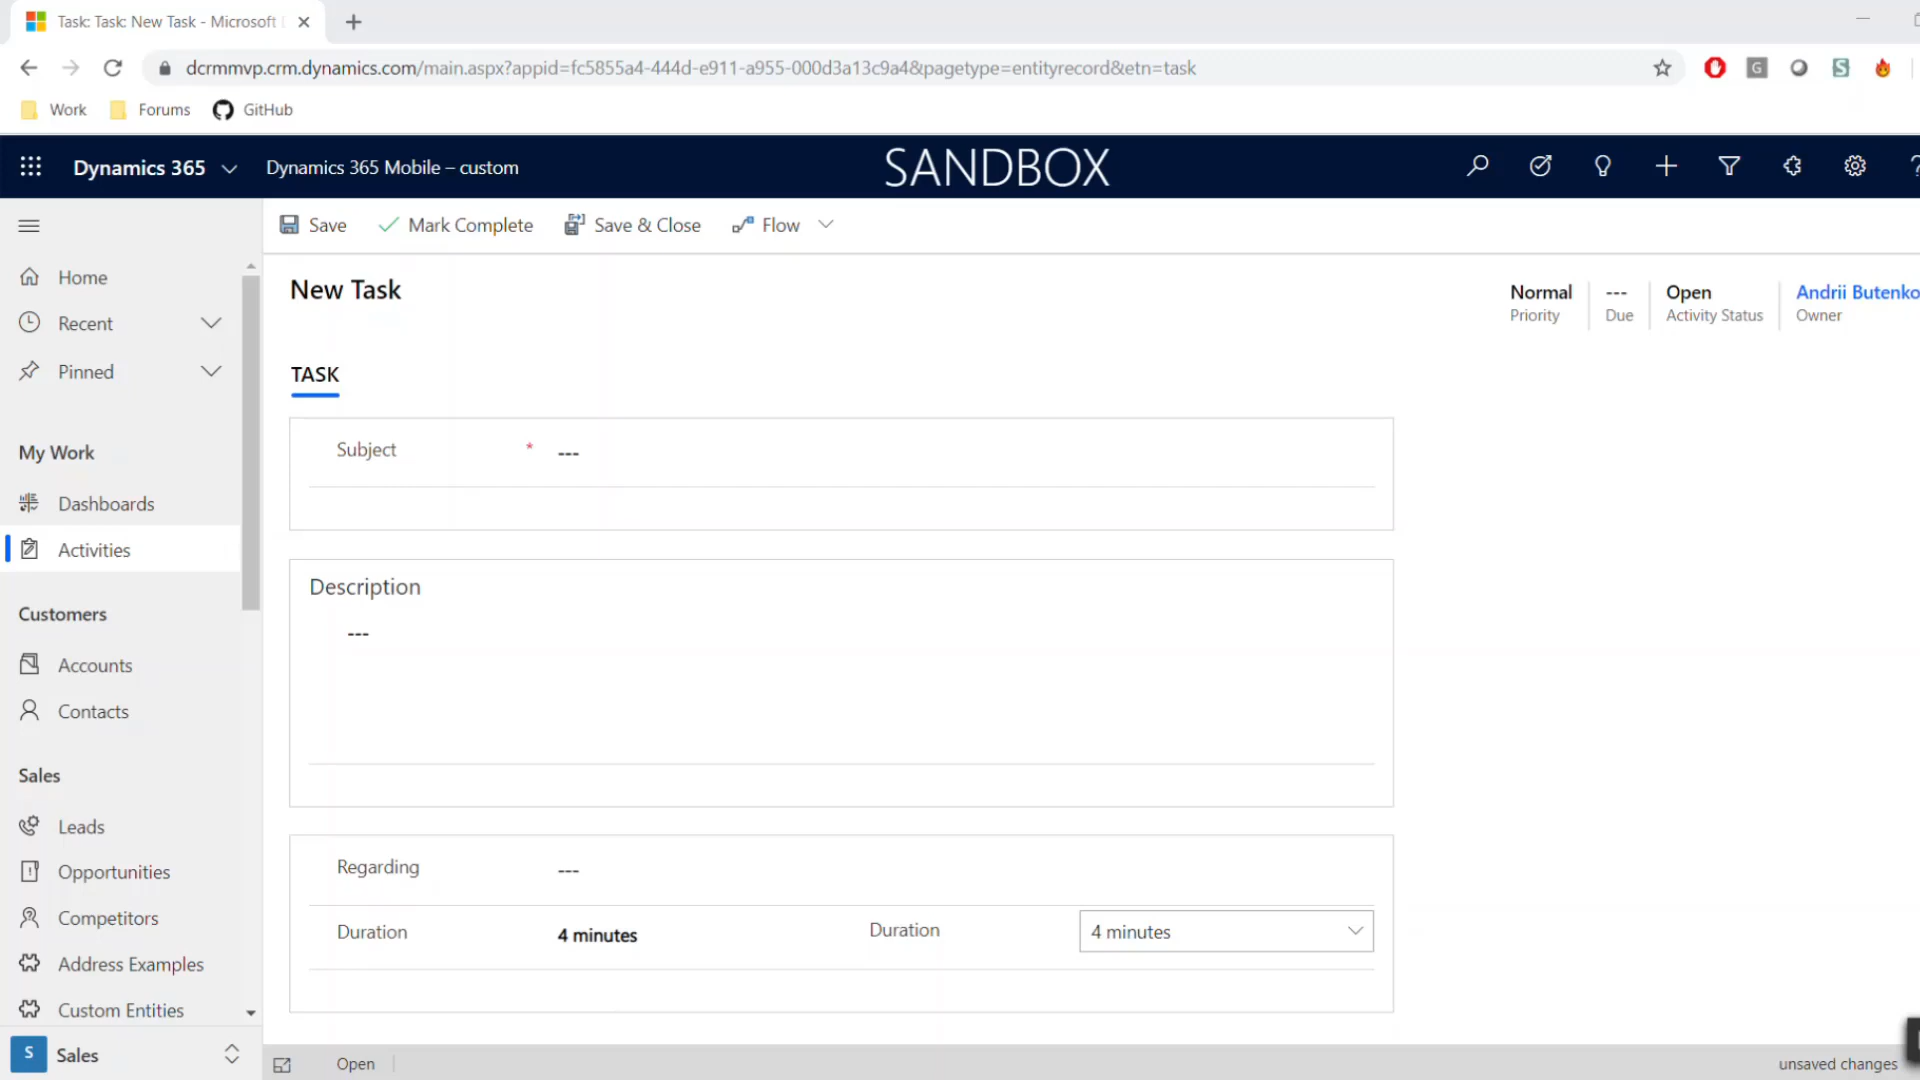 Task: Task: New Task - Microsoft
dcrmmvp.crm.dynamics.com/main.aspx?appid=fc5855a4-444d-e911-a955-000d3a13c9a4&pagetype=entityrecord&etn=task
G
S
Work
Forums
GitHub
Dynamics 365
Dynamics 365 Mobile – custom
SANDBOX
Save
Mark Complete
Save & Close
Flow
Home
Recent
Pinned
My Work
Dashboards
Activities
Customers
Accounts
Contacts
Sales
Leads
Opportunities
Competitors
Address Examples
Custom Entities
S
Sales
New Task
Normal
Priority
---
Due
Open
Activity Status
Andrii Butenko
Owner
TASK
Subject * ---
Description
---
Regarding ---
Duration 4 minutes
Duration 4 minutes
Open
unsaved changes